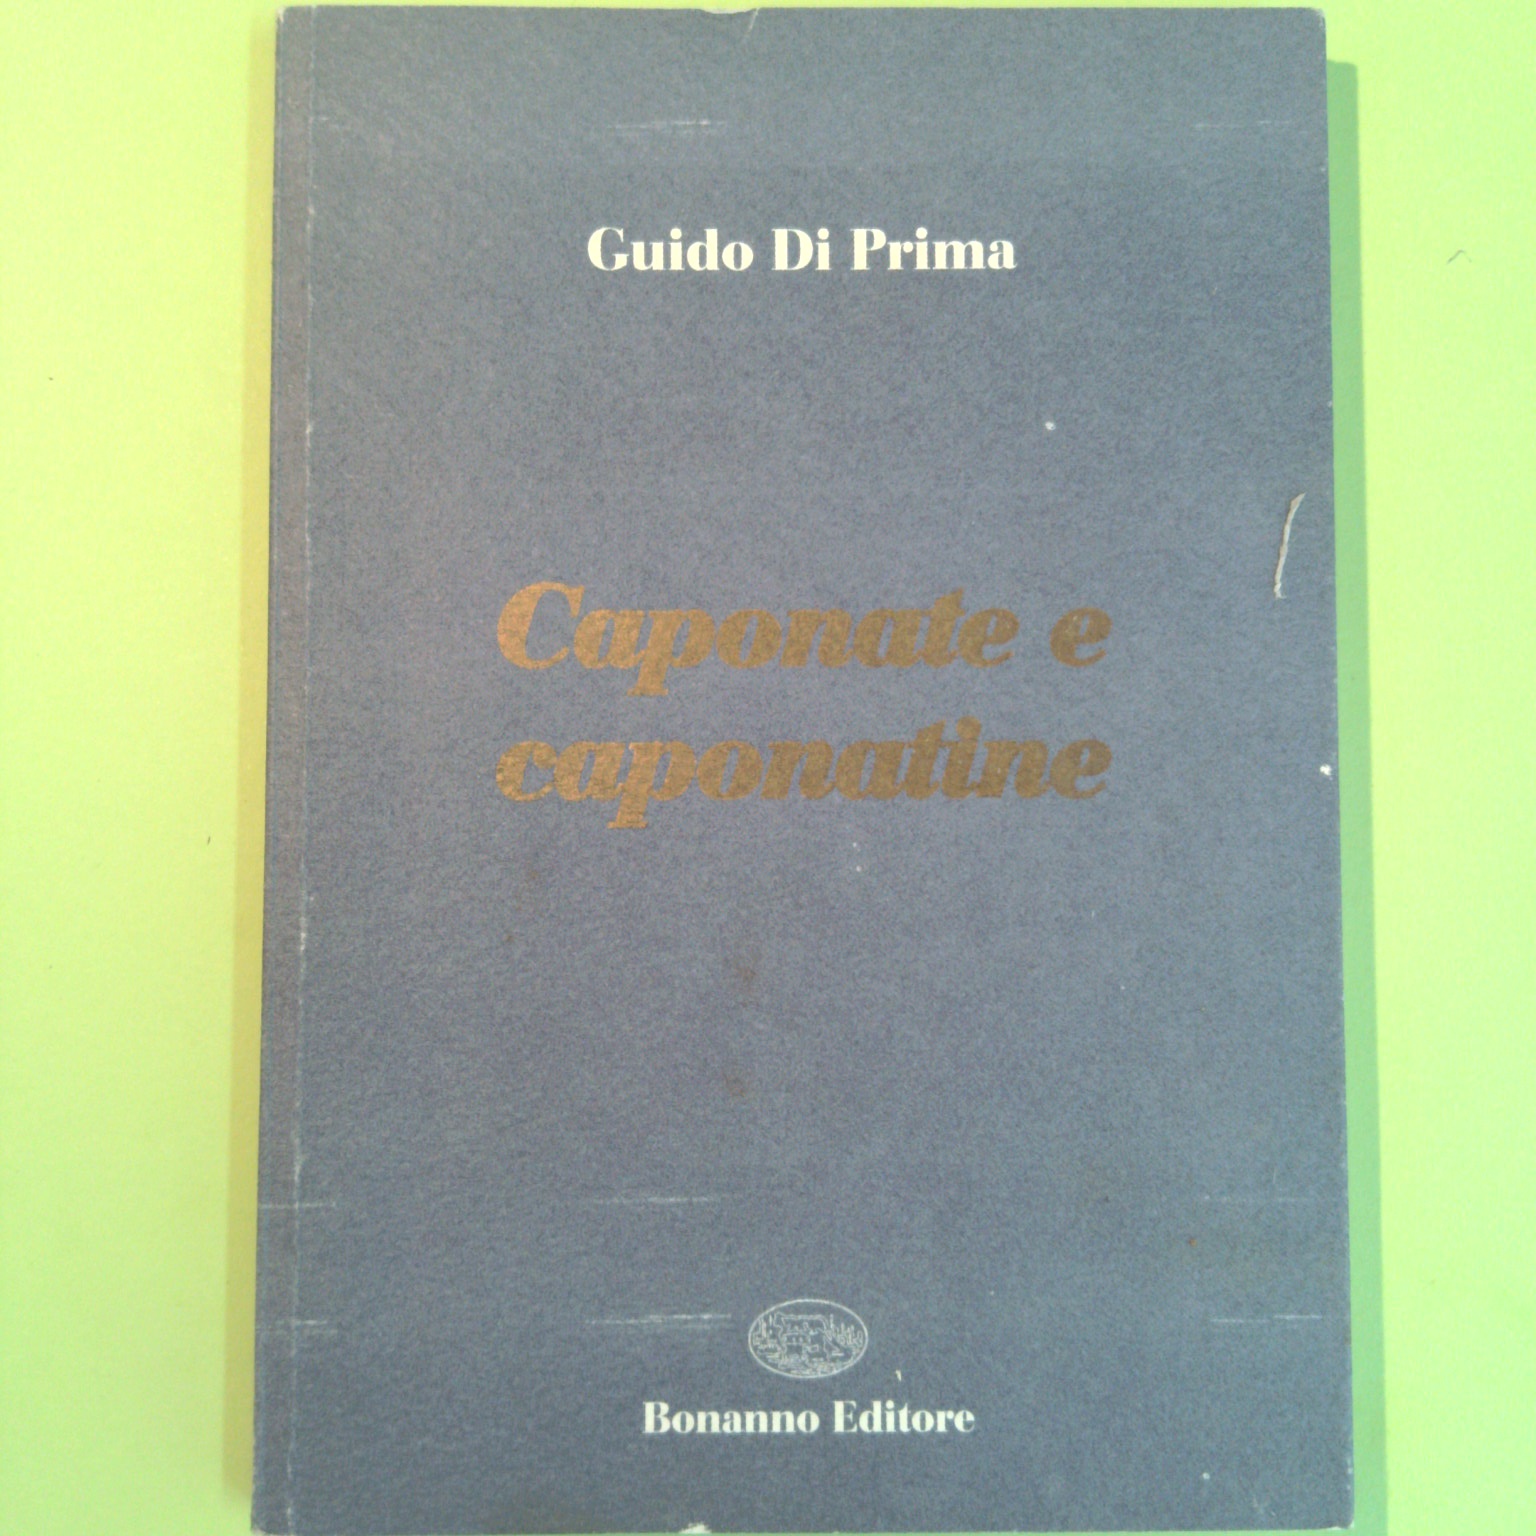 Guido Di Prima
Caponate e
caponatine
Bonanno Editore